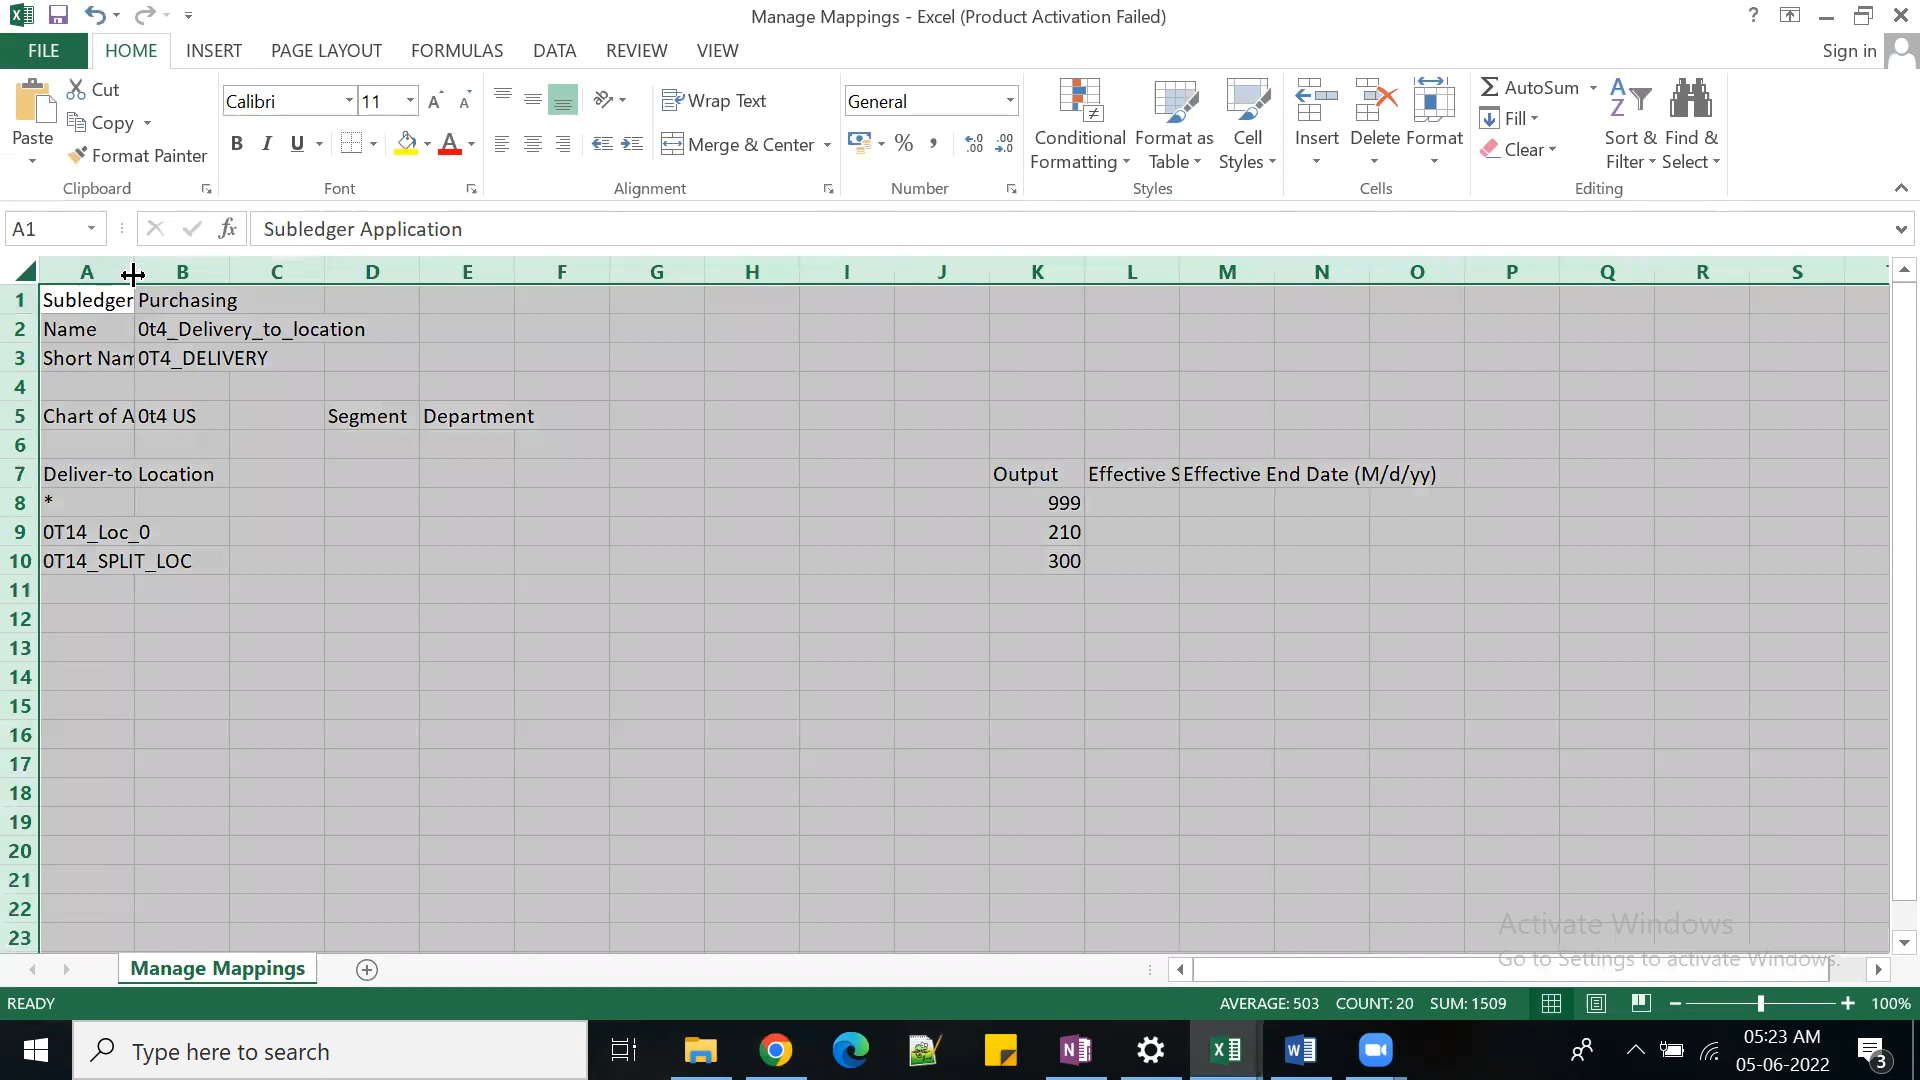 Manage Mappings - Excel (Product Activation Failed)
?
FILE HOME INSERT PAGE LAYOUT FORMULAS DATA REVIEW VIEW Sign in
Paste
Cut
Copy
Format Painter
Clipboard
Calibri 11
B I U
Font
Wrap Text
Merge & Center
Alignment
General
%
Number
Conditional Formatting
Format as Table
Cell Styles
Styles
Insert Delete Format
Cells
AutoSum
Fill
Clear
Sort & Filter
Find & Select
Editing
A1 fx Subledger Application
A B C D E F G H I J K L M N O P Q R S
1 Subledger Purchasing
2 Name 0t4_Delivery_to_location
3 Short Nam 0T4_DELIVERY
4
5 Chart of A 0t4 US Segment Department
6
7 Deliver-to Location Output Effective S Effective End Date (M/d/yy)
8 * 999
9 0T14_Loc_0 210
10 0T14_SPLIT_LOC 300
11
12
13
14
15
16
17
18
19
20
21
22
23
Activate Windows
Go to Settings to activate Windows.
Manage Mappings
READY AVERAGE: 503 COUNT: 20 SUM: 1509 100%
Type here to search
05:23 AM
05-06-2022
3